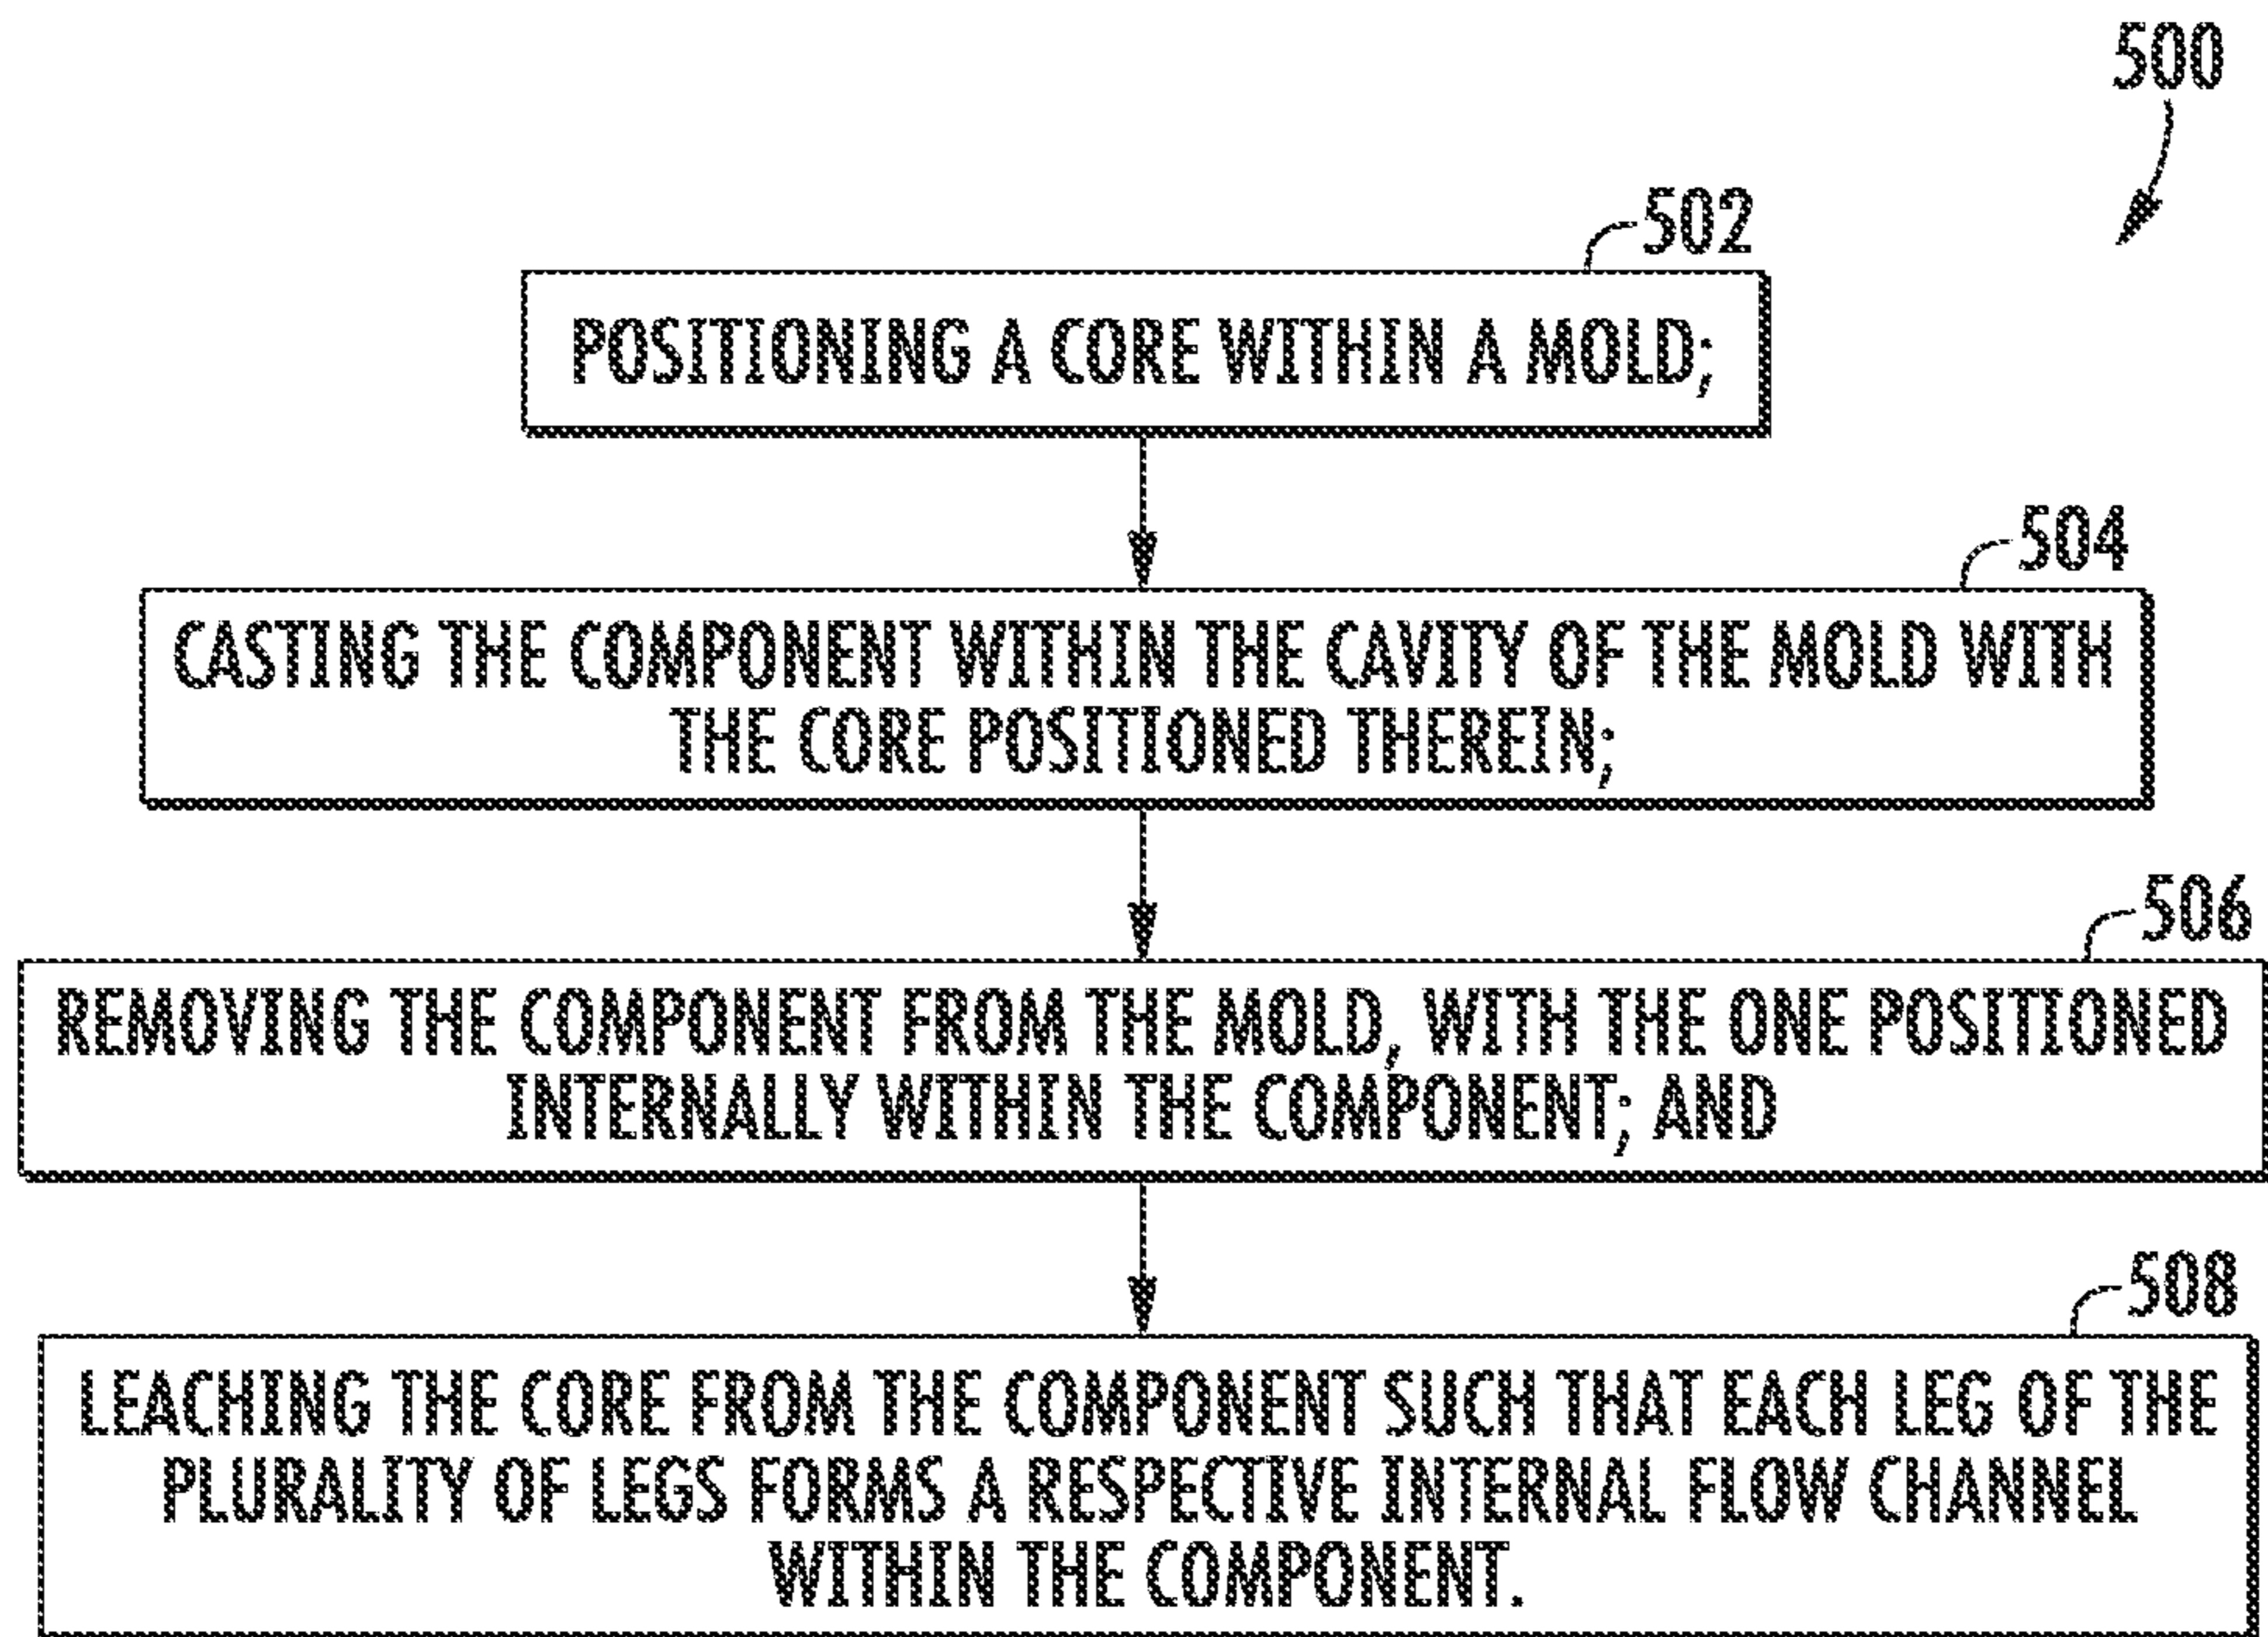 500
502
POSITIONING A CORE WITHIN A MOLD;
504
CASTING THE COMPONENT WITHIN THE CAVITY OF THE MOLD WITH
THE CORE POSITIONED THEREIN;
506
REMOVING THE COMPONENT FROM THE MOLD, WITH THE ONE POSITIONED
INTERNALLY WITHIN THE COMPONENT; AND
508
LEACHING THE CORE FROM THE COMPONENT SUCH THAT EACH LEG OF THE
PLURALITY OF LEGS FORMS A RESPECTIVE INTERNAL FLOW CHANNEL
WITHIN THE COMPONENT.